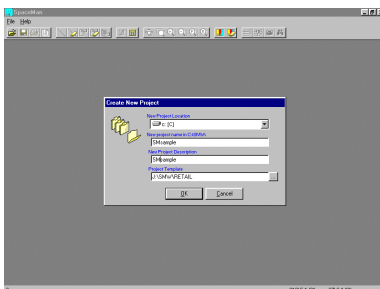 SpaceMan
File Help
Create New Project
New Project Location
c: [C]
New project name in C:\SMW\
SMsample
New Project Description
SMsample
Project Template
J:\SMW\RETAIL
...
OK Cancel